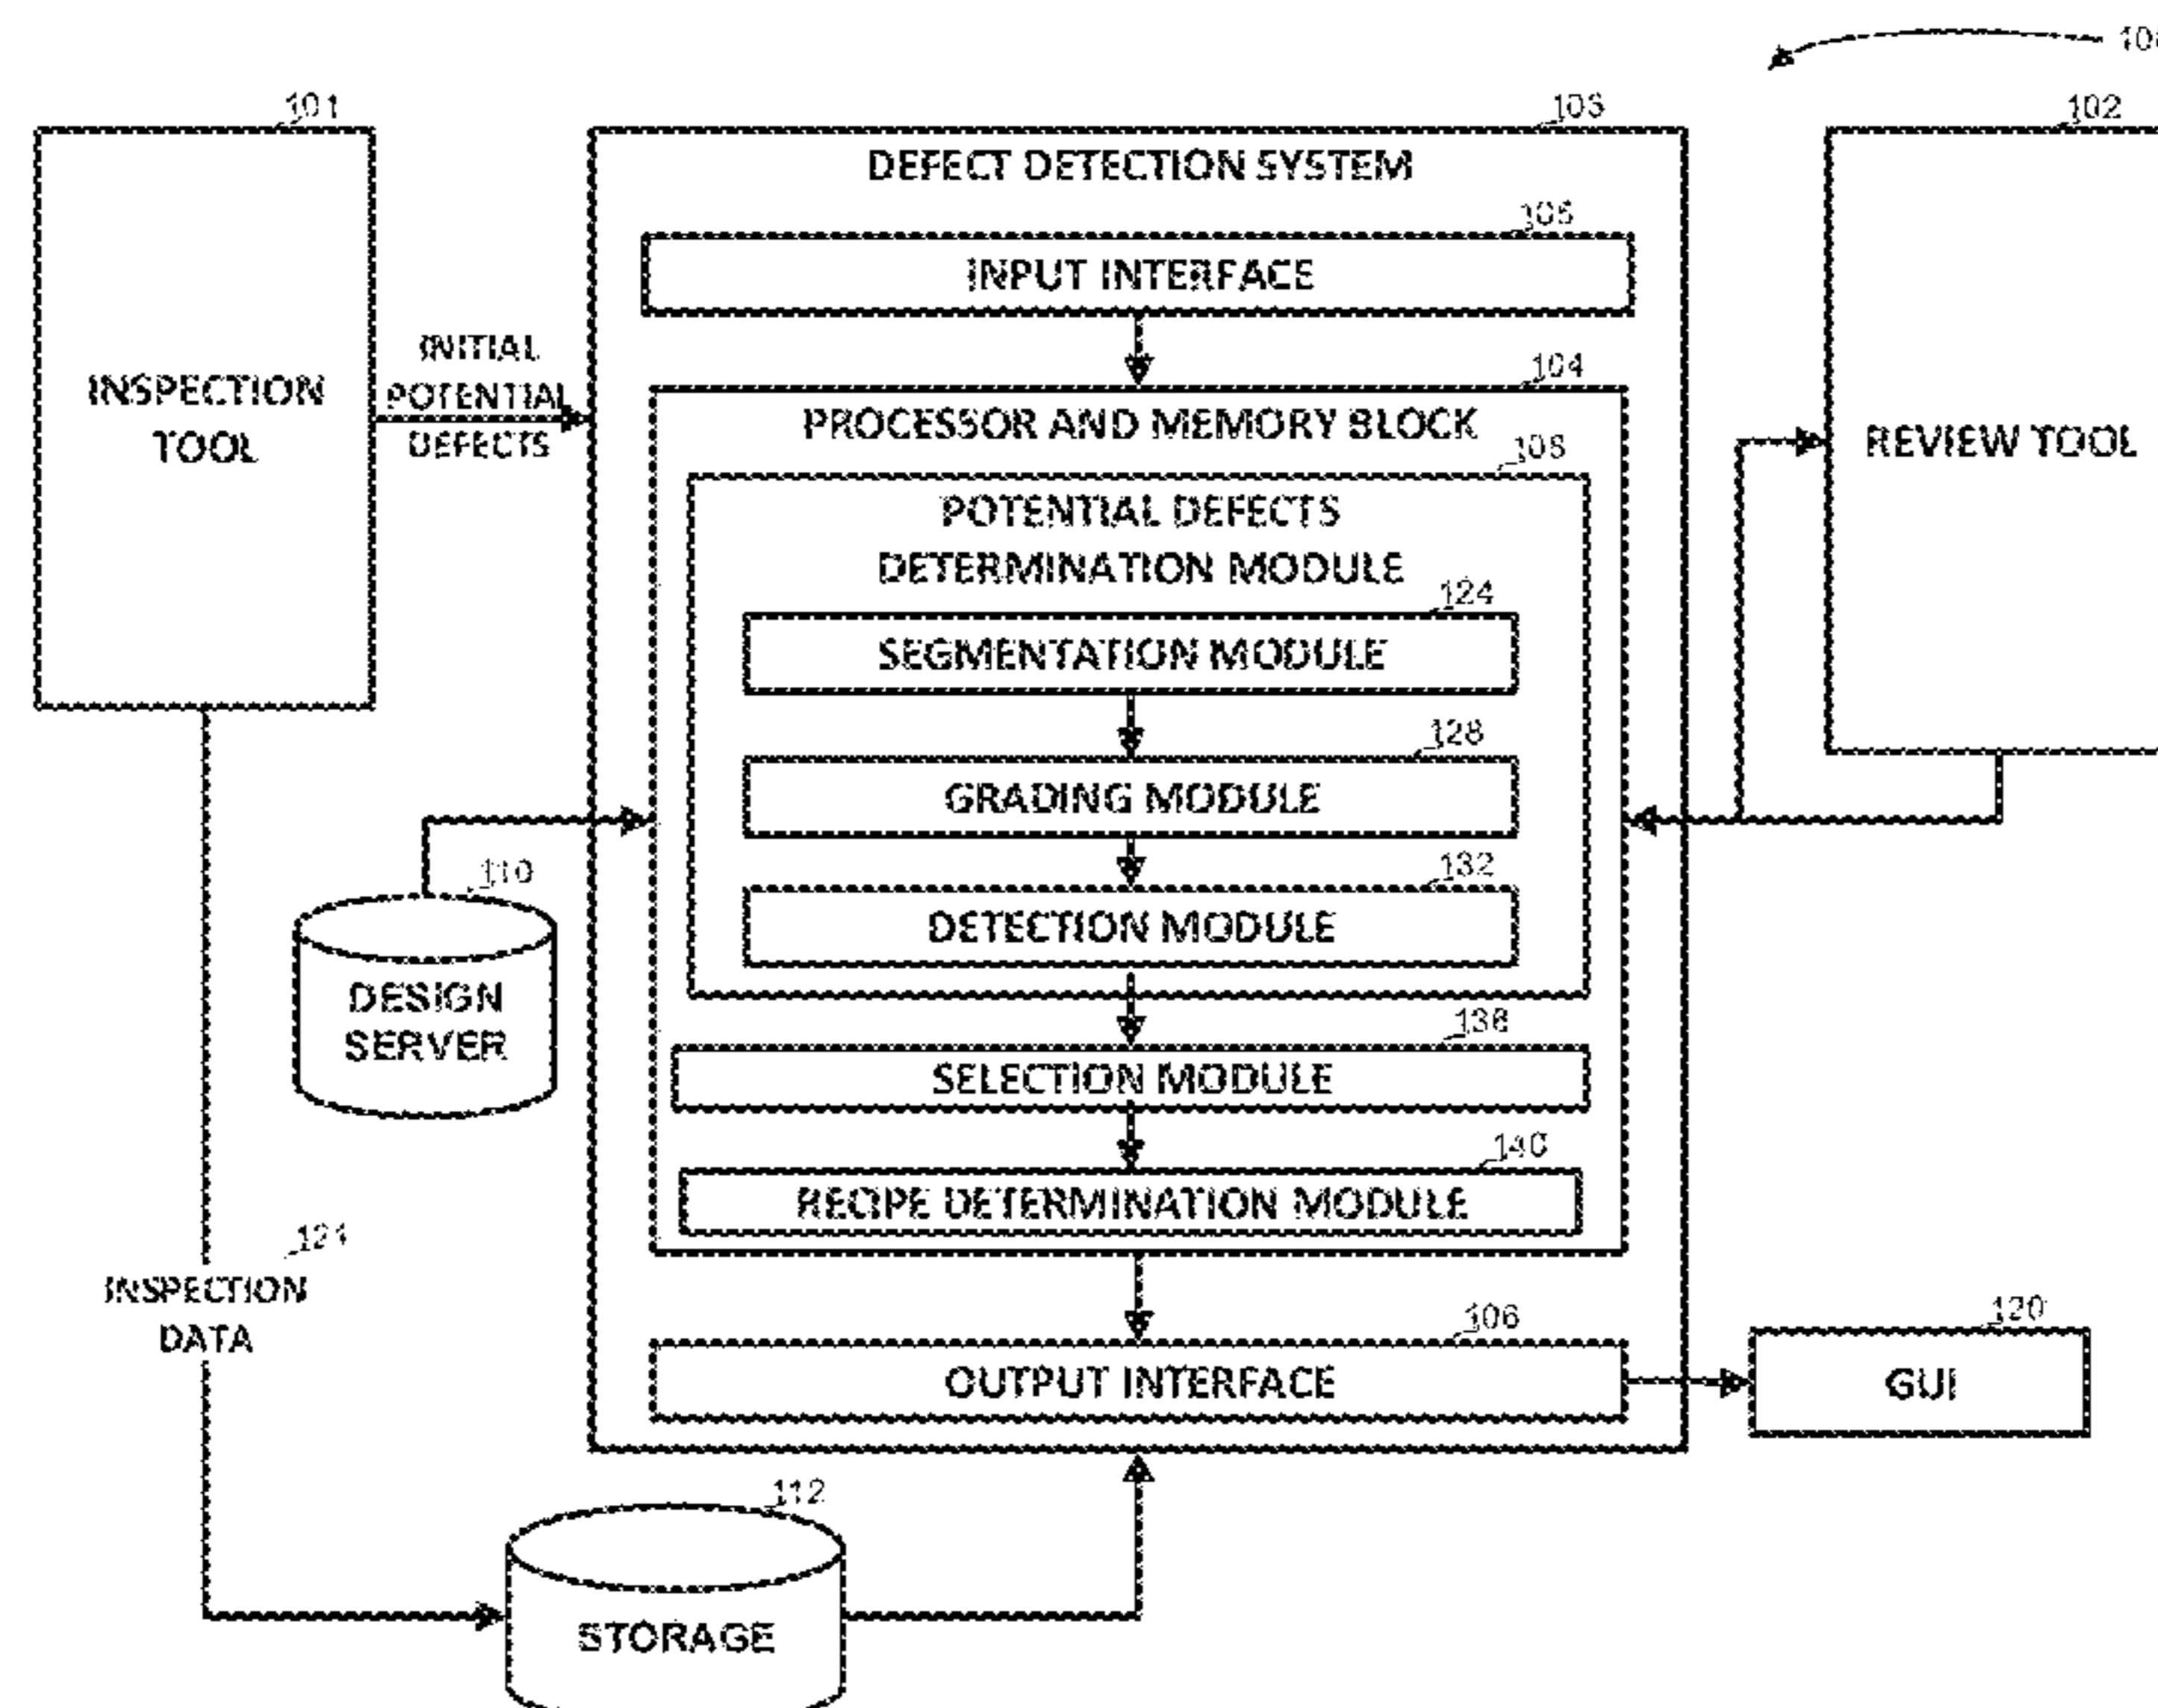 101
103
102
DEFECT DETECTION SYSTEM
105
INPUT INTERFACE
INITIAL
POTENTIAL
DEFECTS
INSPECTION
TOOL
104
PROCESSOR AND MEMORY BLOCK
REVIEW TOOL
POTENTIAL DEFECTS
DETERMINATION MODULE
124
SEGMENTATION MODULE
128
GRADING MODULE
132
DETECTION MODULE
110
DESIGN
SERVER
136
SELECTION MODULE
140
RECIPE DETERMINATION MODULE
121
INSPECTION
DATA
106
OUTPUT INTERFACE
120
GUI
112
STORAGE